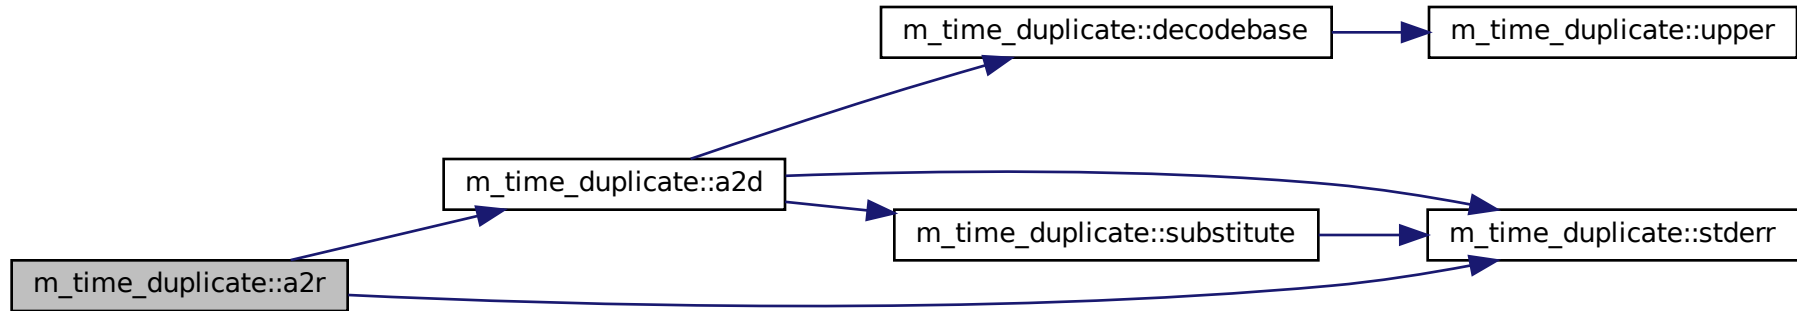 m_time_duplicate::decodebase
m_time_duplicate::upper
m_time_duplicate::a2d
m_time_duplicate::substitute
m_time_duplicate::stderr
m_time_duplicate::a2r